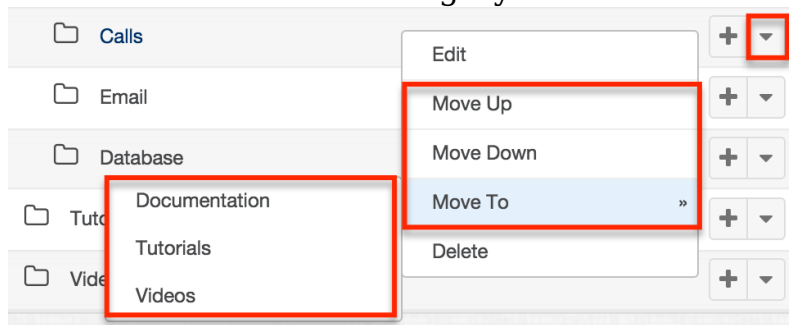 Calls
Edit
Email
Move Up
Database
Move Down
Documentation
Move To »
Tutorials
Delete
Videos